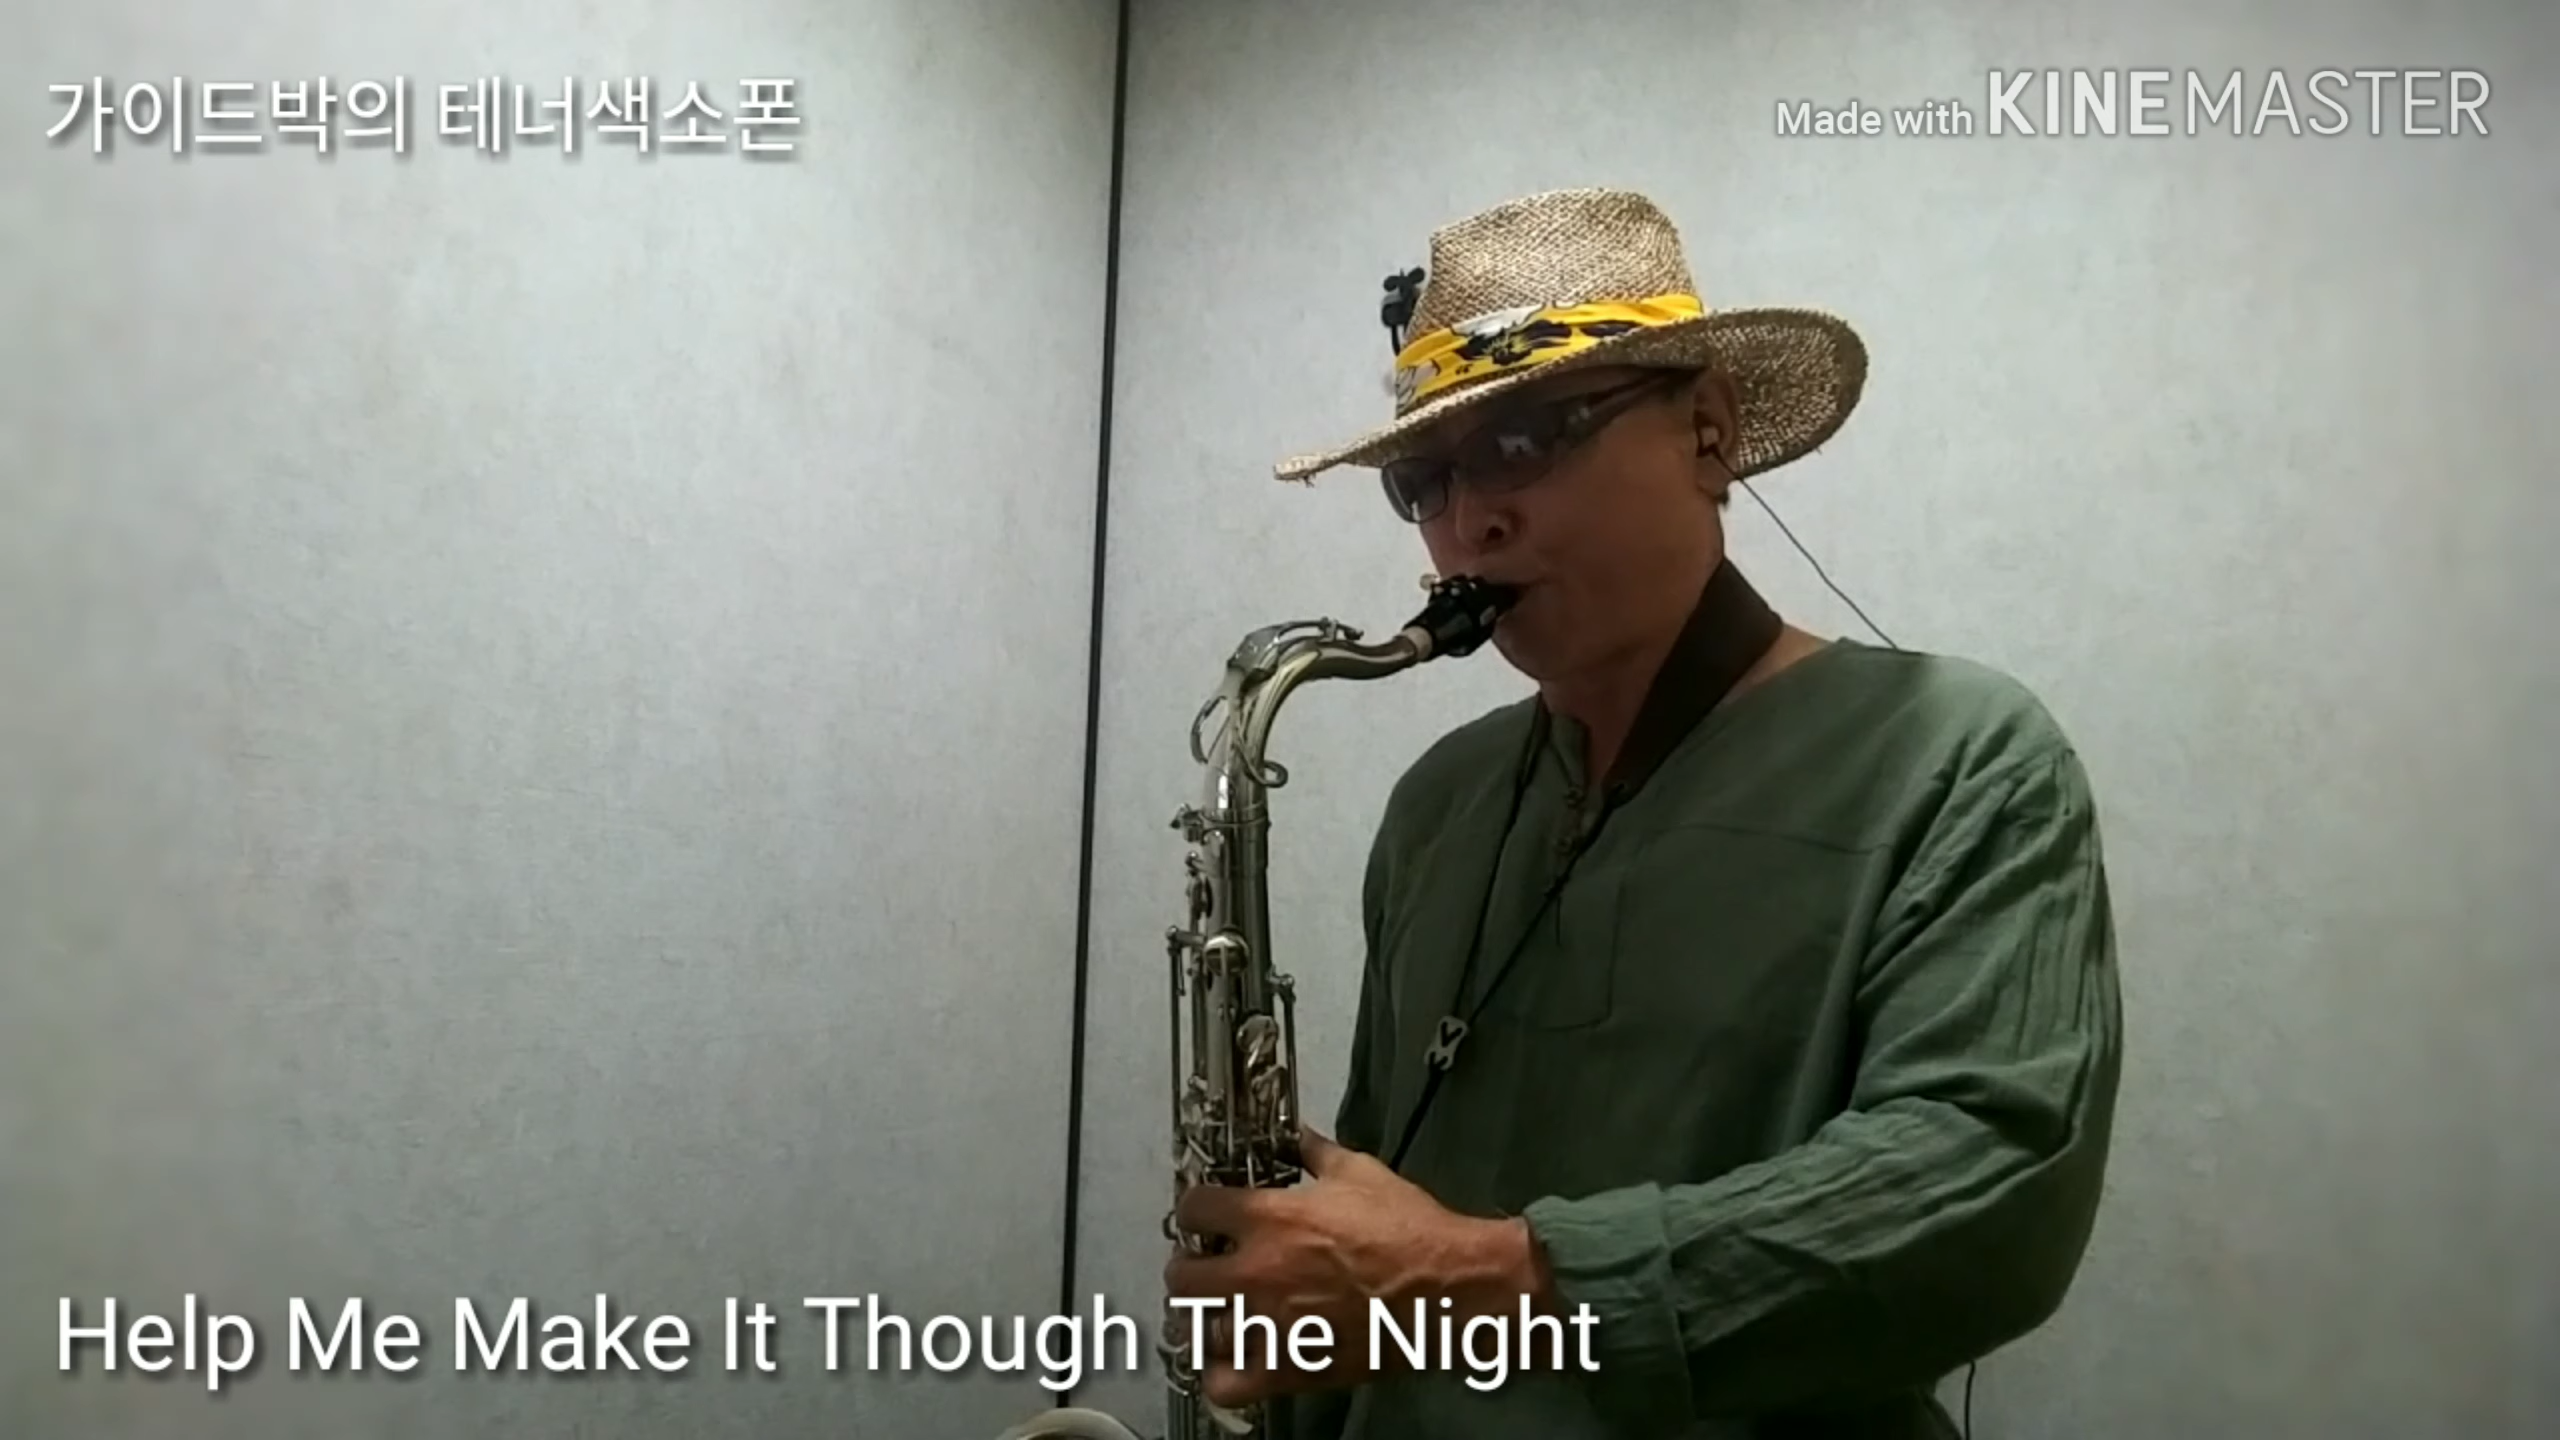 가이드박의 테너색소폰
Made with KINEMASTER
Help Me Make It Though The Night